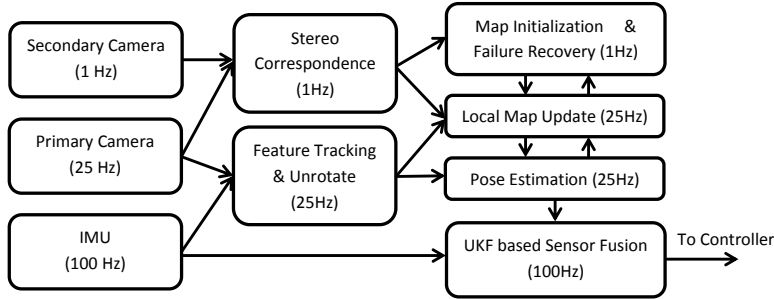 Secondary Camera
(1 Hz)
Primary Camera
(25 Hz)
IMU
(100 Hz)
Stereo
Correspondence
(1Hz)
Feature Tracking
& Unrotate
(25Hz)
Map Initialization &
Failure Recovery (1Hz)
Local Map Update (25Hz)
Pose Estimation (25Hz)
UKF based Sensor Fusion
(100Hz)
To Controller